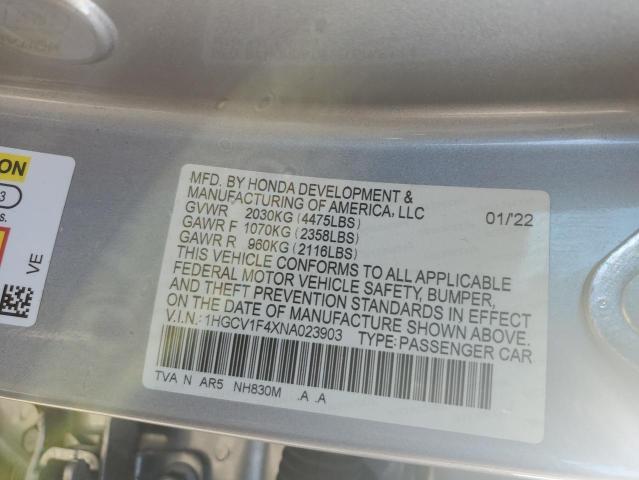 ON
3
s.
VE
MFD. BY HONDA DEVELOPMENT &
MANUFACTURING OF AMERICA, LLC
GVWR 2030KG (4475LBS) 01/'22
GAWR F 1070KG (2358LBS)
GAWR R 960KG (2116LBS)
THIS VEHICLE CONFORMS TO ALL APPLICABLE
FEDERAL MOTOR VEHICLE SAFETY, BUMPER,
AND THEFT PREVENTION STANDARDS IN EFFECT
ON THE DATE OF MANUFACTURE SHOWN ABOVE.
V.I.N.: 1HGCV1F4XNA023903 TYPE: PASSENGER CAR
TVA N AR5 NH830M .A .A